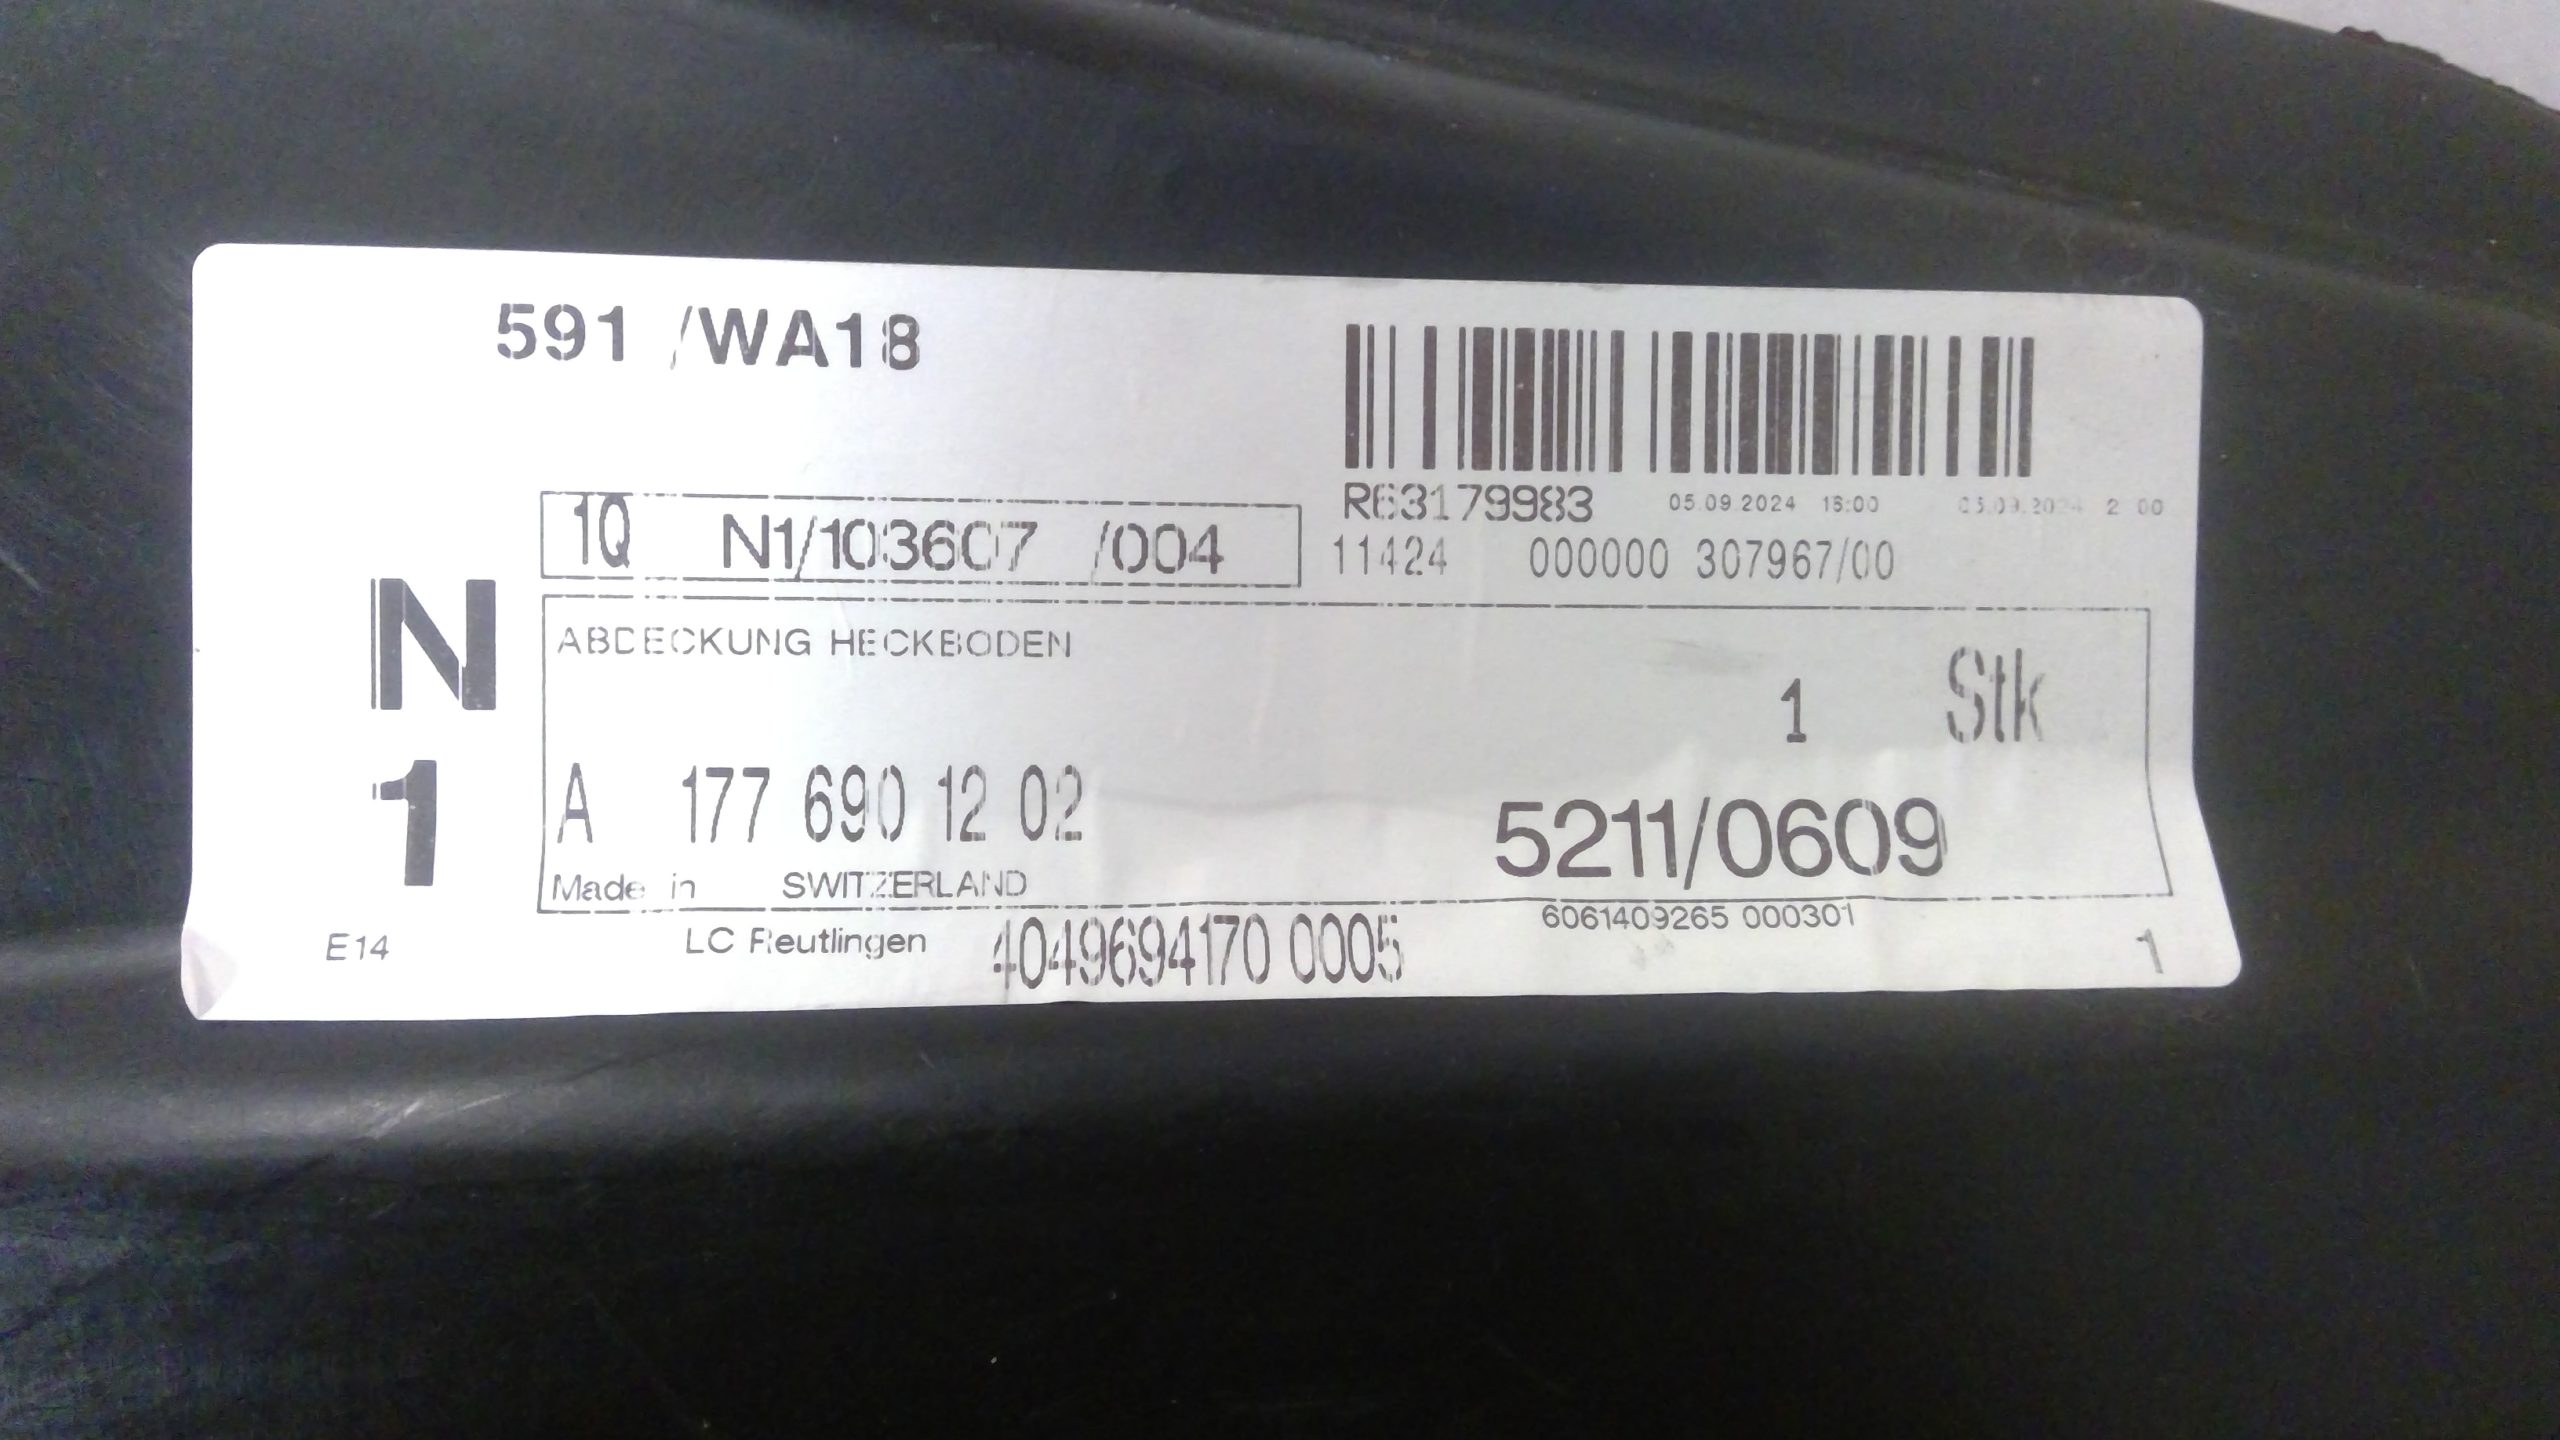 591 /WA18
R63179983 05.09.2024 16:00
1Q N1/103607 /004
11424 000000 307967/00
N
1
ABDECKUNG HECKBODEN
1 Stk
A 177 690 12 02
5211/0609
Made in SWITZERLAND
6061409265 000301
E14
LC Reutlingen 4049694170 0005
1